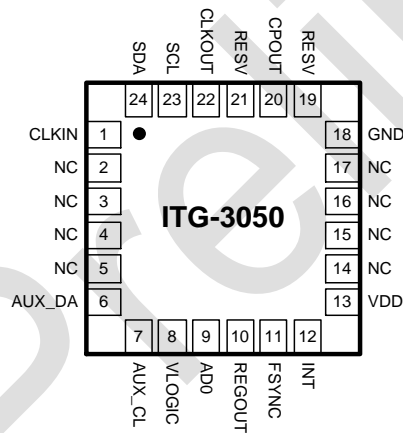 SDA SCL CLKOUT RESV CPOUT RESV
24 23 22 21 20 19
CLKIN 1 18 GND
NC 2 17 NC
NC 3 16 NC
ITG-3050
NC 4 15 NC
NC 5 14 NC
AUX_DA 6 13 VDD
7 8 9 10 11 12
AUX_CL VLOGIC AD0 REGOUT FSYNC INT